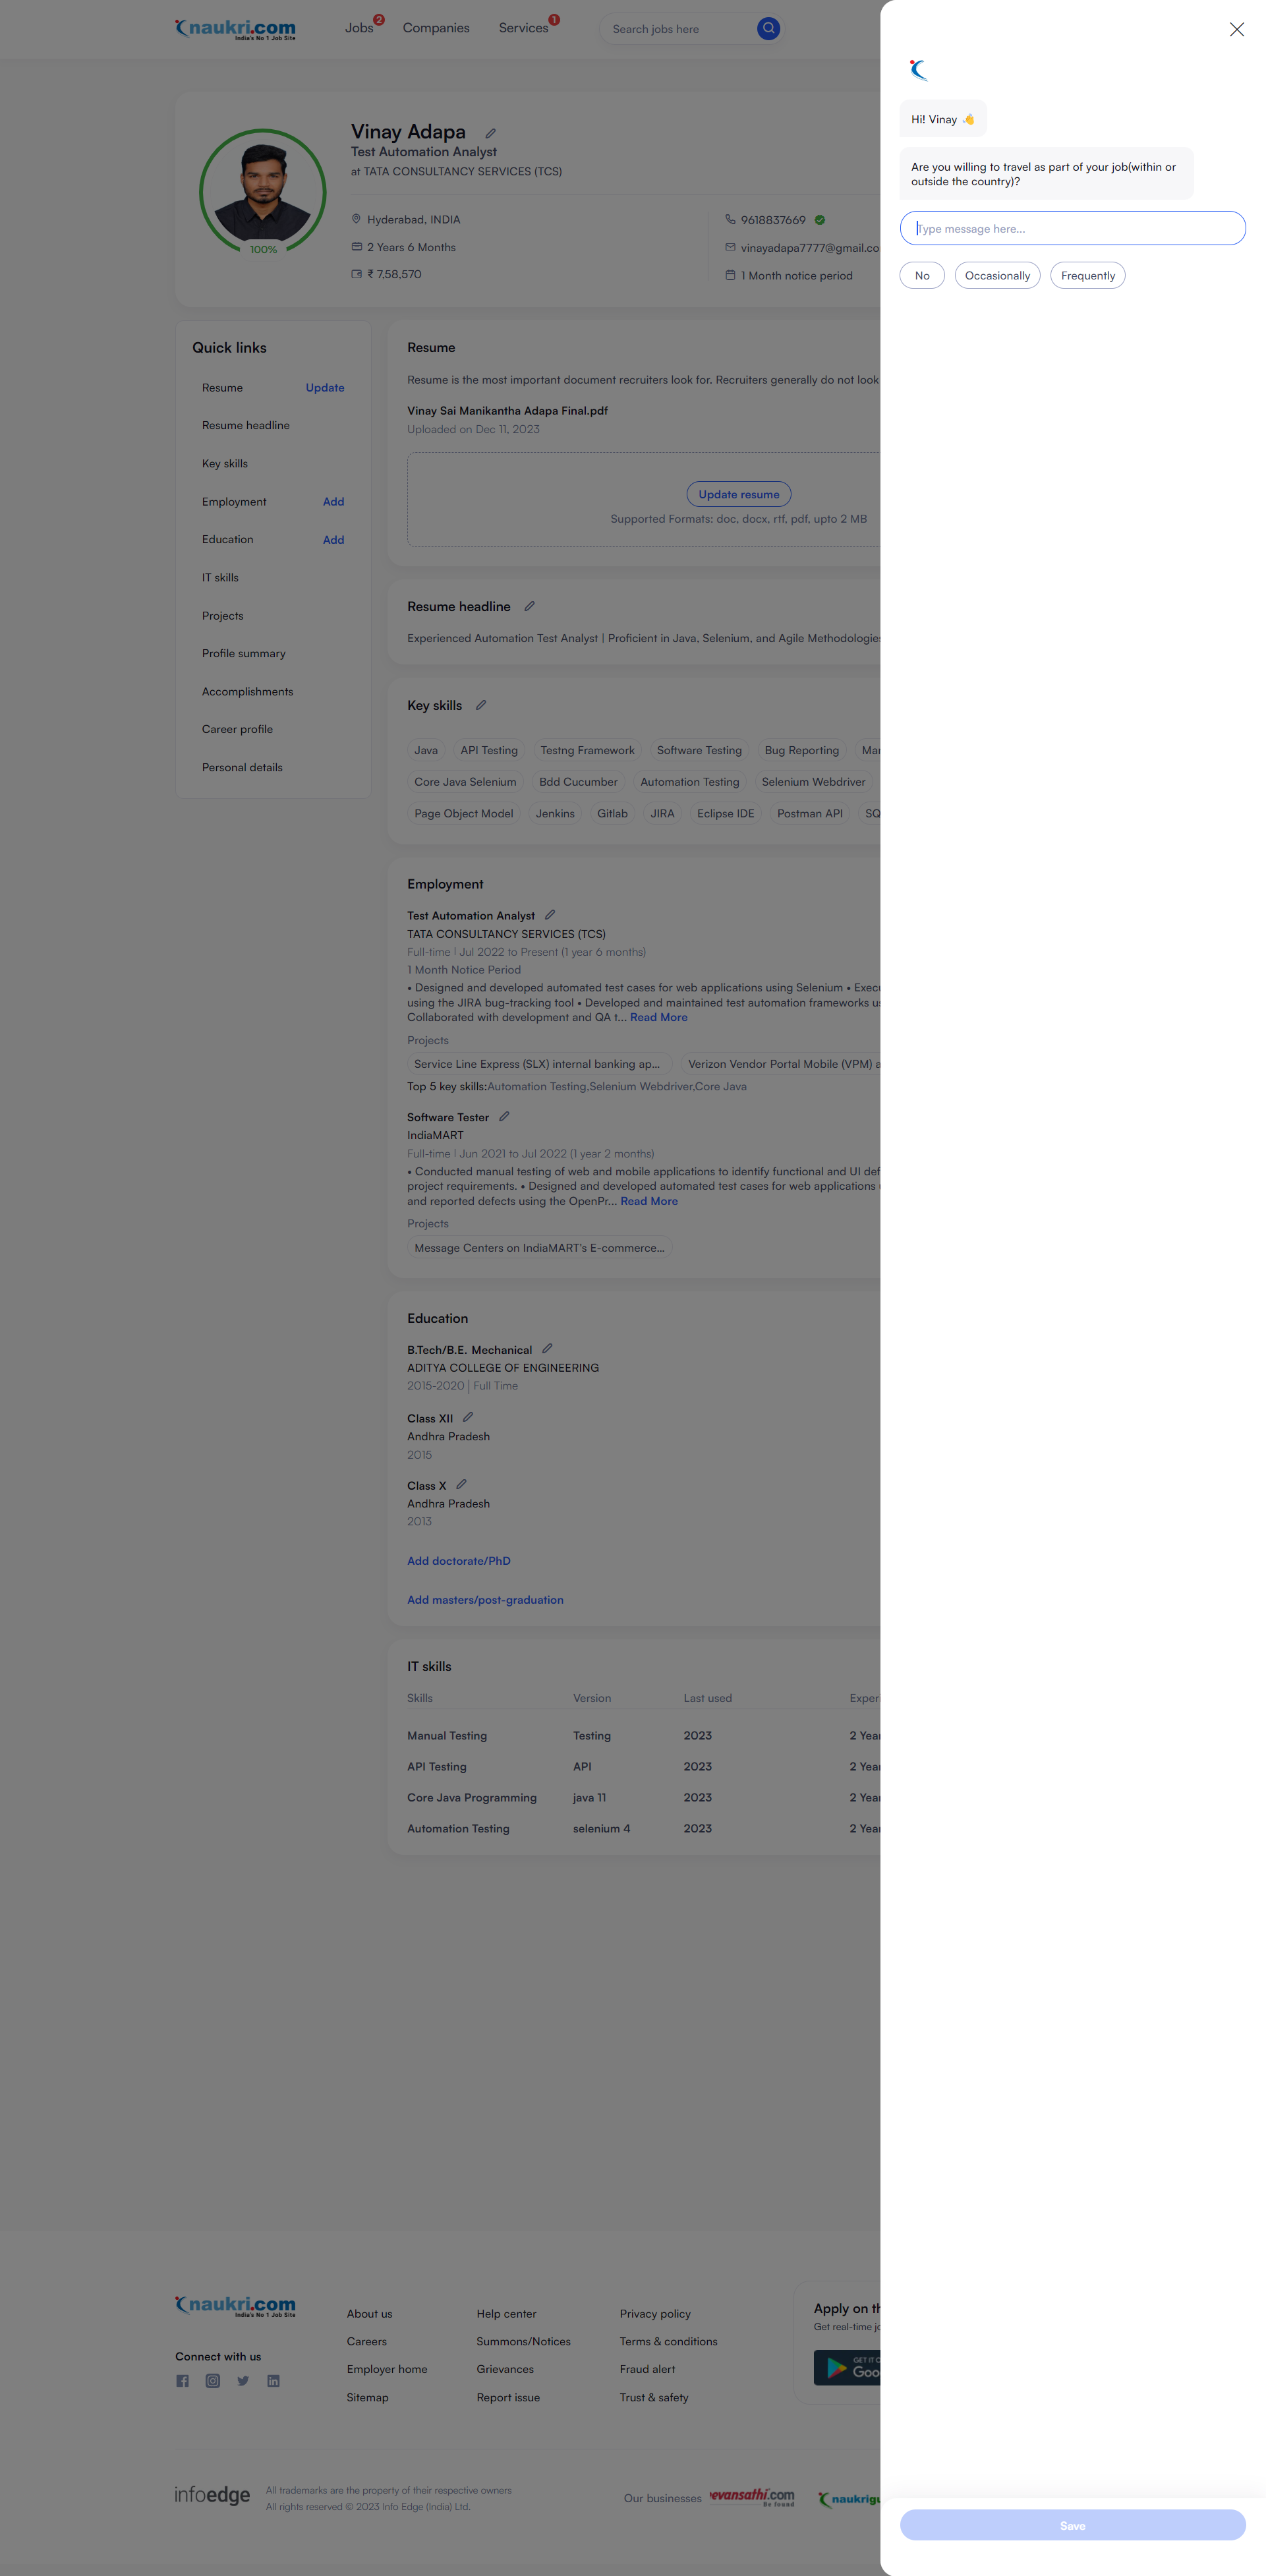 naukri.com
India's No 1 Job Site
Jobs 2
Companies
Services 1
Search jobs here
Vinay Adapa
Test Automation Analyst
at TATA CONSULTANCY SERVICES (TCS)
100%
Hyderabad, INDIA
2 Years 6 Months
₹ 7,58,570
9618837669
vinayadapa7777@gmail.co
1 Month notice period
Quick links
Resume Update
Resume headline
Key skills
Employment Add
Education Add
IT skills
Projects
Profile summary
Accomplishments
Career profile
Personal details
Resume
Resume is the most important document recruiters look for. Recruiters generally do not look
Vinay Sai Manikantha Adapa Final.pdf
Uploaded on Dec 11, 2023
Update resume
Supported Formats: doc, docx, rtf, pdf, upto 2 MB
Resume headline
Experienced Automation Test Analyst | Proficient in Java, Selenium, and Agile Methodologies
Key skills
Java API Testing Testng Framework Software Testing Bug Reporting
Core Java Selenium Bdd Cucumber Automation Testing Selenium Webdriver
Page Object Model Jenkins Gitlab JIRA Eclipse IDE Postman API
Employment
Test Automation Analyst
TATA CONSULTANCY SERVICES (TCS)
Full-time | Jul 2022 to Present (1 year 6 months)
1 Month Notice Period
• Designed and developed automated test cases for web applications using Selenium • Execu
using the JIRA bug-tracking tool • Developed and maintained test automation frameworks
Collaborated with development and QA t... Read More
Projects
Service Line Express (SLX) internal banking ap...
Verizon Vendor Portal Mobile (VPM) a
Top 5 key skills:Automation Testing,Selenium Webdriver,Core Java
Software Tester
IndiaMART
Full-time | Jun 2021 to Jul 2022 (1 year 2 months)
• Conducted manual testing of web and mobile applications to identify functional and UI def
project requirements. • Designed and developed automated test cases for web applications
and reported defects using the OpenPr... Read More
Projects
Message Centers on IndiaMART's E-commerce...
Education
B.Tech/B.E. Mechanical
ADITYA COLLEGE OF ENGINEERING
2015-2020 | Full Time
Class XII
Andhra Pradesh
2015
Class X
Andhra Pradesh
2013
Add doctorate/PhD
Add masters/post-graduation
IT skills
Skills Version Last used Exper
Manual Testing Testing 2023 2 Year
API Testing API 2023 2 Year
Core Java Programming java 11 2023 2 Year
Automation Testing selenium 4 2023 2 Year
naukri.com
India's No 1 Job Site
Connect with us
About us
Careers
Employer home
Sitemap
Help center
Summons/Notices
Grievances
Report issue
Privacy policy
Terms & conditions
Fraud alert
Trust & safety
Apply on th
Get real-time jo
GET IT O
Goo
infoedge
All trademarks are the property of their respective owners
All rights reserved © 2023 Info Edge (India) Ltd.
Our businesses
evansathi.com
Be found
naukrigu
Hi! Vinay 👋
Are you willing to travel as part of your job(within or
outside the country)?
Type message here...
No Occasionally Frequently
Save